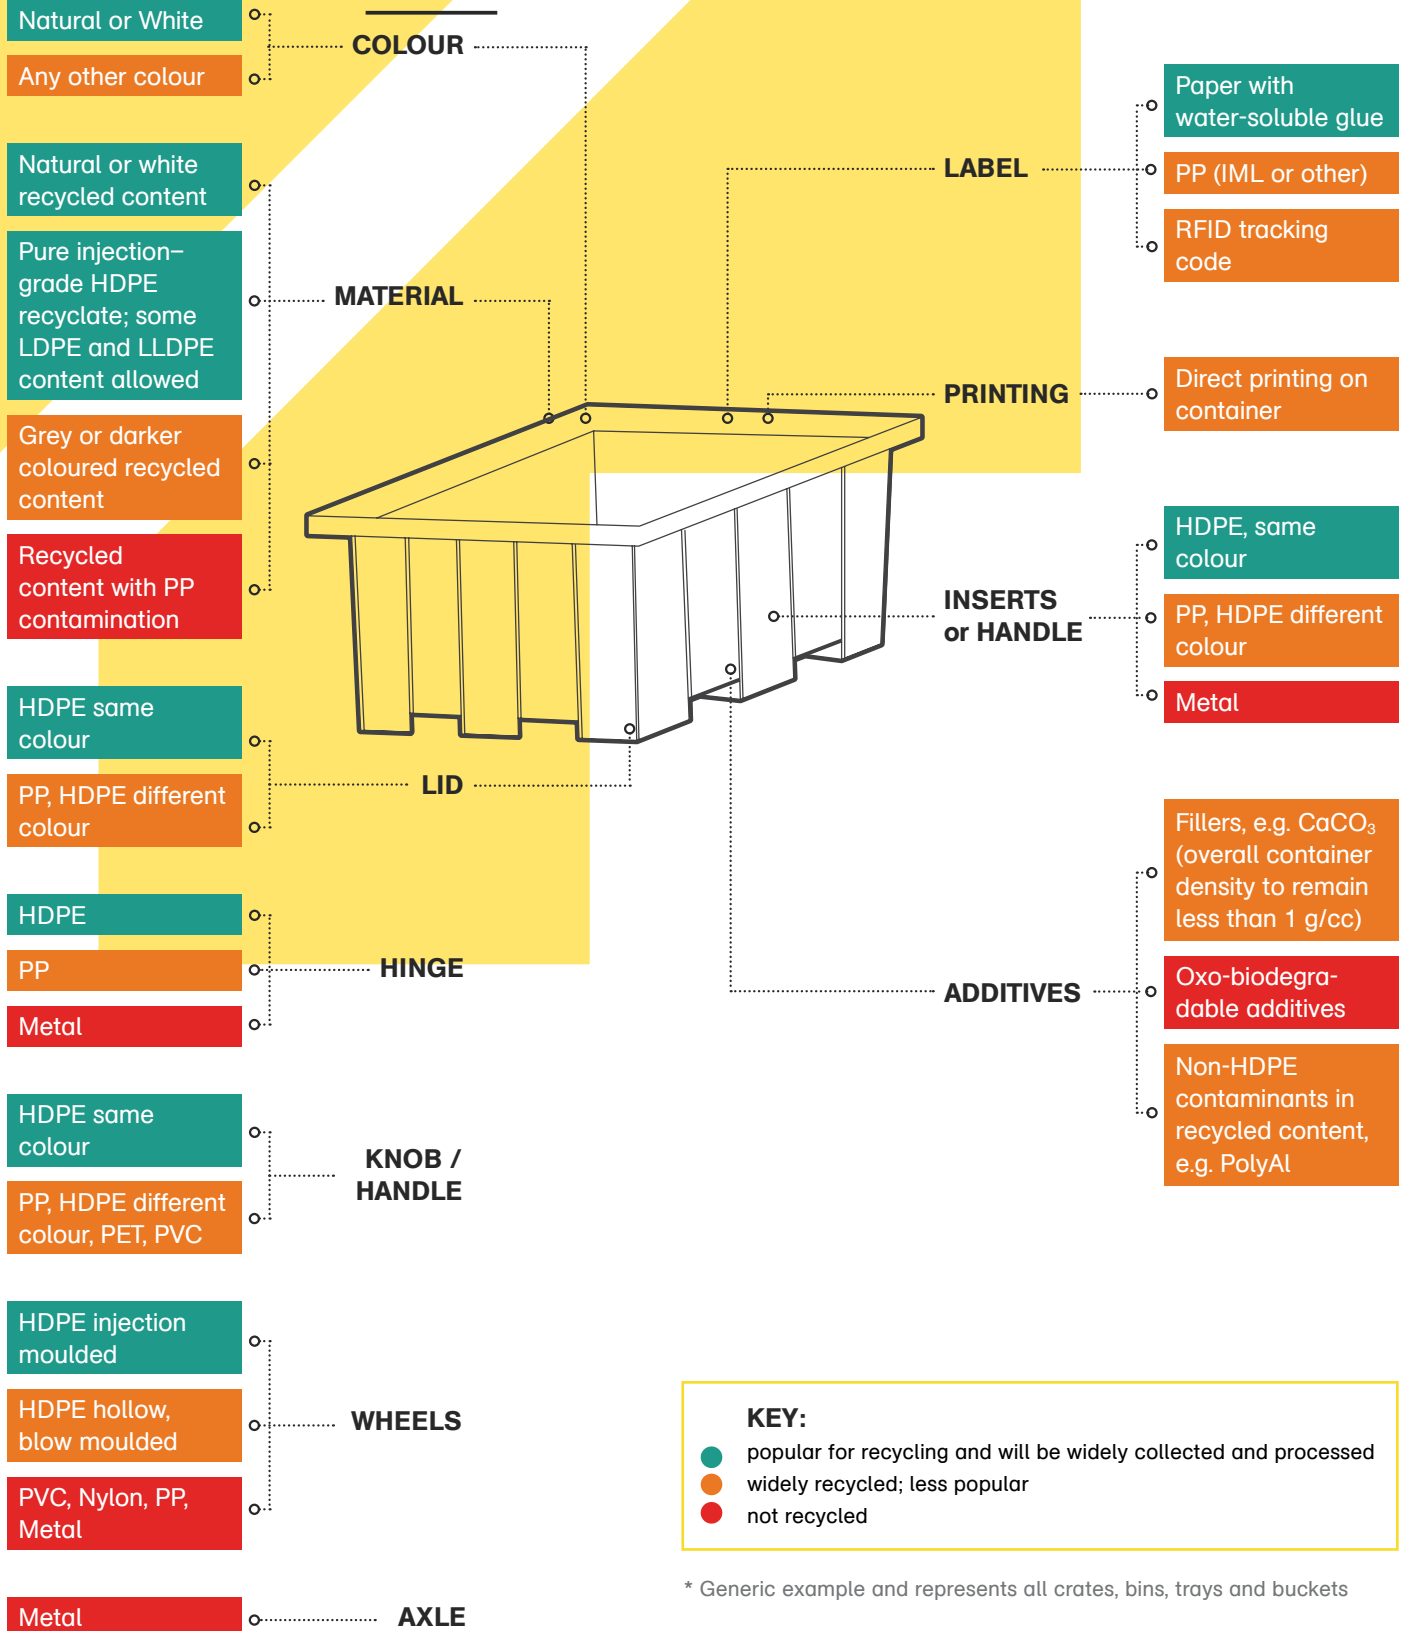 Natural or White
Any other colour
COLOUR
Natural or white
recycled content
Pure injection–
grade HDPE
recyclate; some
LDPE and LLDPE
content allowed
Grey or darker
coloured recycled
content
Recycled
content with PP
contamination
MATERIAL
HDPE same
colour
PP, HDPE different
colour
LID
HDPE
PP
Metal
HINGE
HDPE same
colour
PP, HDPE different
colour, PET, PVC
KNOB /
HANDLE
HDPE injection
moulded
HDPE hollow,
blow moulded
PVC, Nylon, PP,
Metal
WHEELS
Metal
AXLE
LABEL
Paper with
water-soluble glue
PP (IML or other)
RFID tracking
code
PRINTING
Direct printing on
container
INSERTS
or HANDLE
HDPE, same
colour
PP, HDPE different
colour
Metal
ADDITIVES
Fillers, e.g. CaCO₃
(overall container
density to remain
less than 1 g/cc)
Oxo-biodegra-
dable additives
Non-HDPE
contaminants in
recycled content,
e.g. PolyAl
KEY:
popular for recycling and will be widely collected and processed
widely recycled; less popular
not recycled
* Generic example and represents all crates, bins, trays and buckets